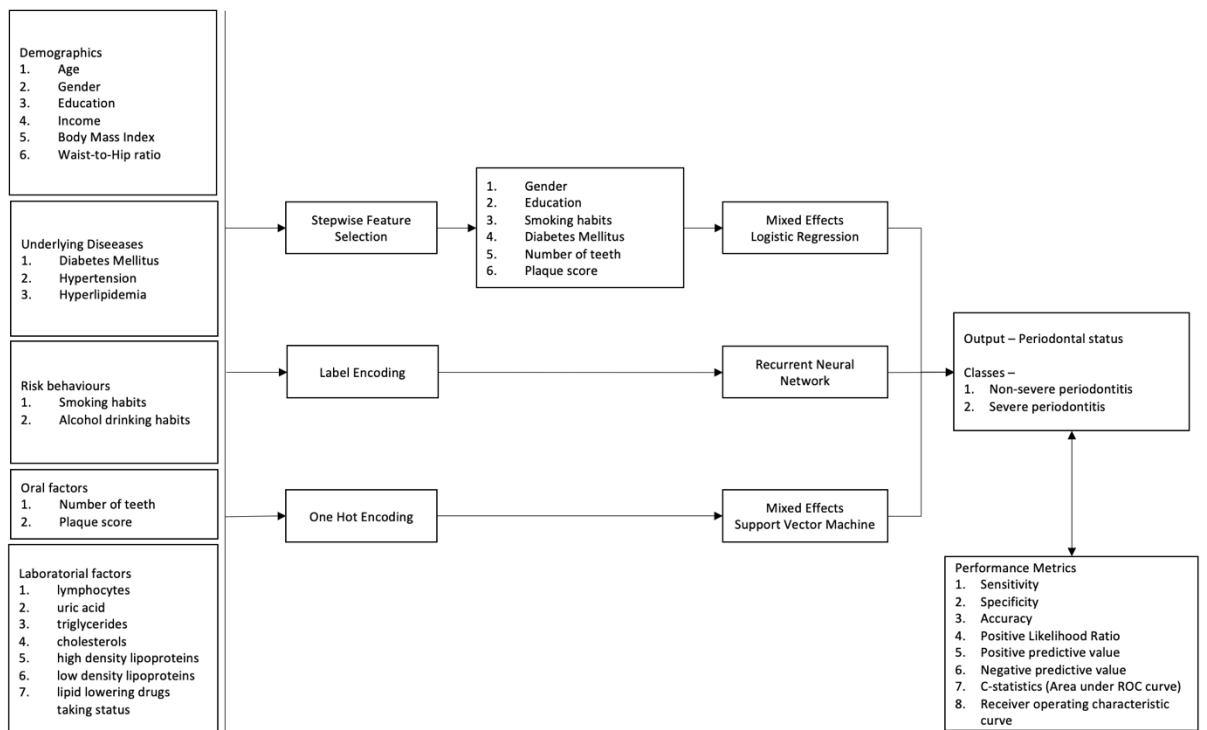 Demographics
1. Age
2. Gender
3. Education
4. Income
5. Body Mass Index
6. Waist-to-Hip ratio
Underlying Diseeases
1. Diabetes Mellitus
2. Hypertension
3. Hyperlipidemia
Risk behaviours
1. Smoking habits
2. Alcohol drinking habits
Oral factors
1. Number of teeth
2. Plaque score
Laboratorial factors
1. lymphocytes
2. uric acid
3. triglycerides
4. cholesterols
5. high density lipoproteins
6. low density lipoproteins
7. lipid lowering drugs
taking status
Stepwise Feature
Selection
1. Gender
2. Education
3. Smoking habits
4. Diabetes Mellitus
5. Number of teeth
6. Plaque score
Mixed Effects
Logistic Regression
Label Encoding
Recurrent Neural
Network
One Hot Encoding
Mixed Effects
Support Vector Machine
Output – Periodontal status
Classes –
1. Non-severe periodontitis
2. Severe periodontitis
Performance Metrics
1. Sensitivity
2. Specificity
3. Accuracy
4. Positive Likelihood Ratio
5. Positive predictive value
6. Negative predictive value
7. C-statistics (Area under ROC curve)
8. Receiver operating characteristic
curve